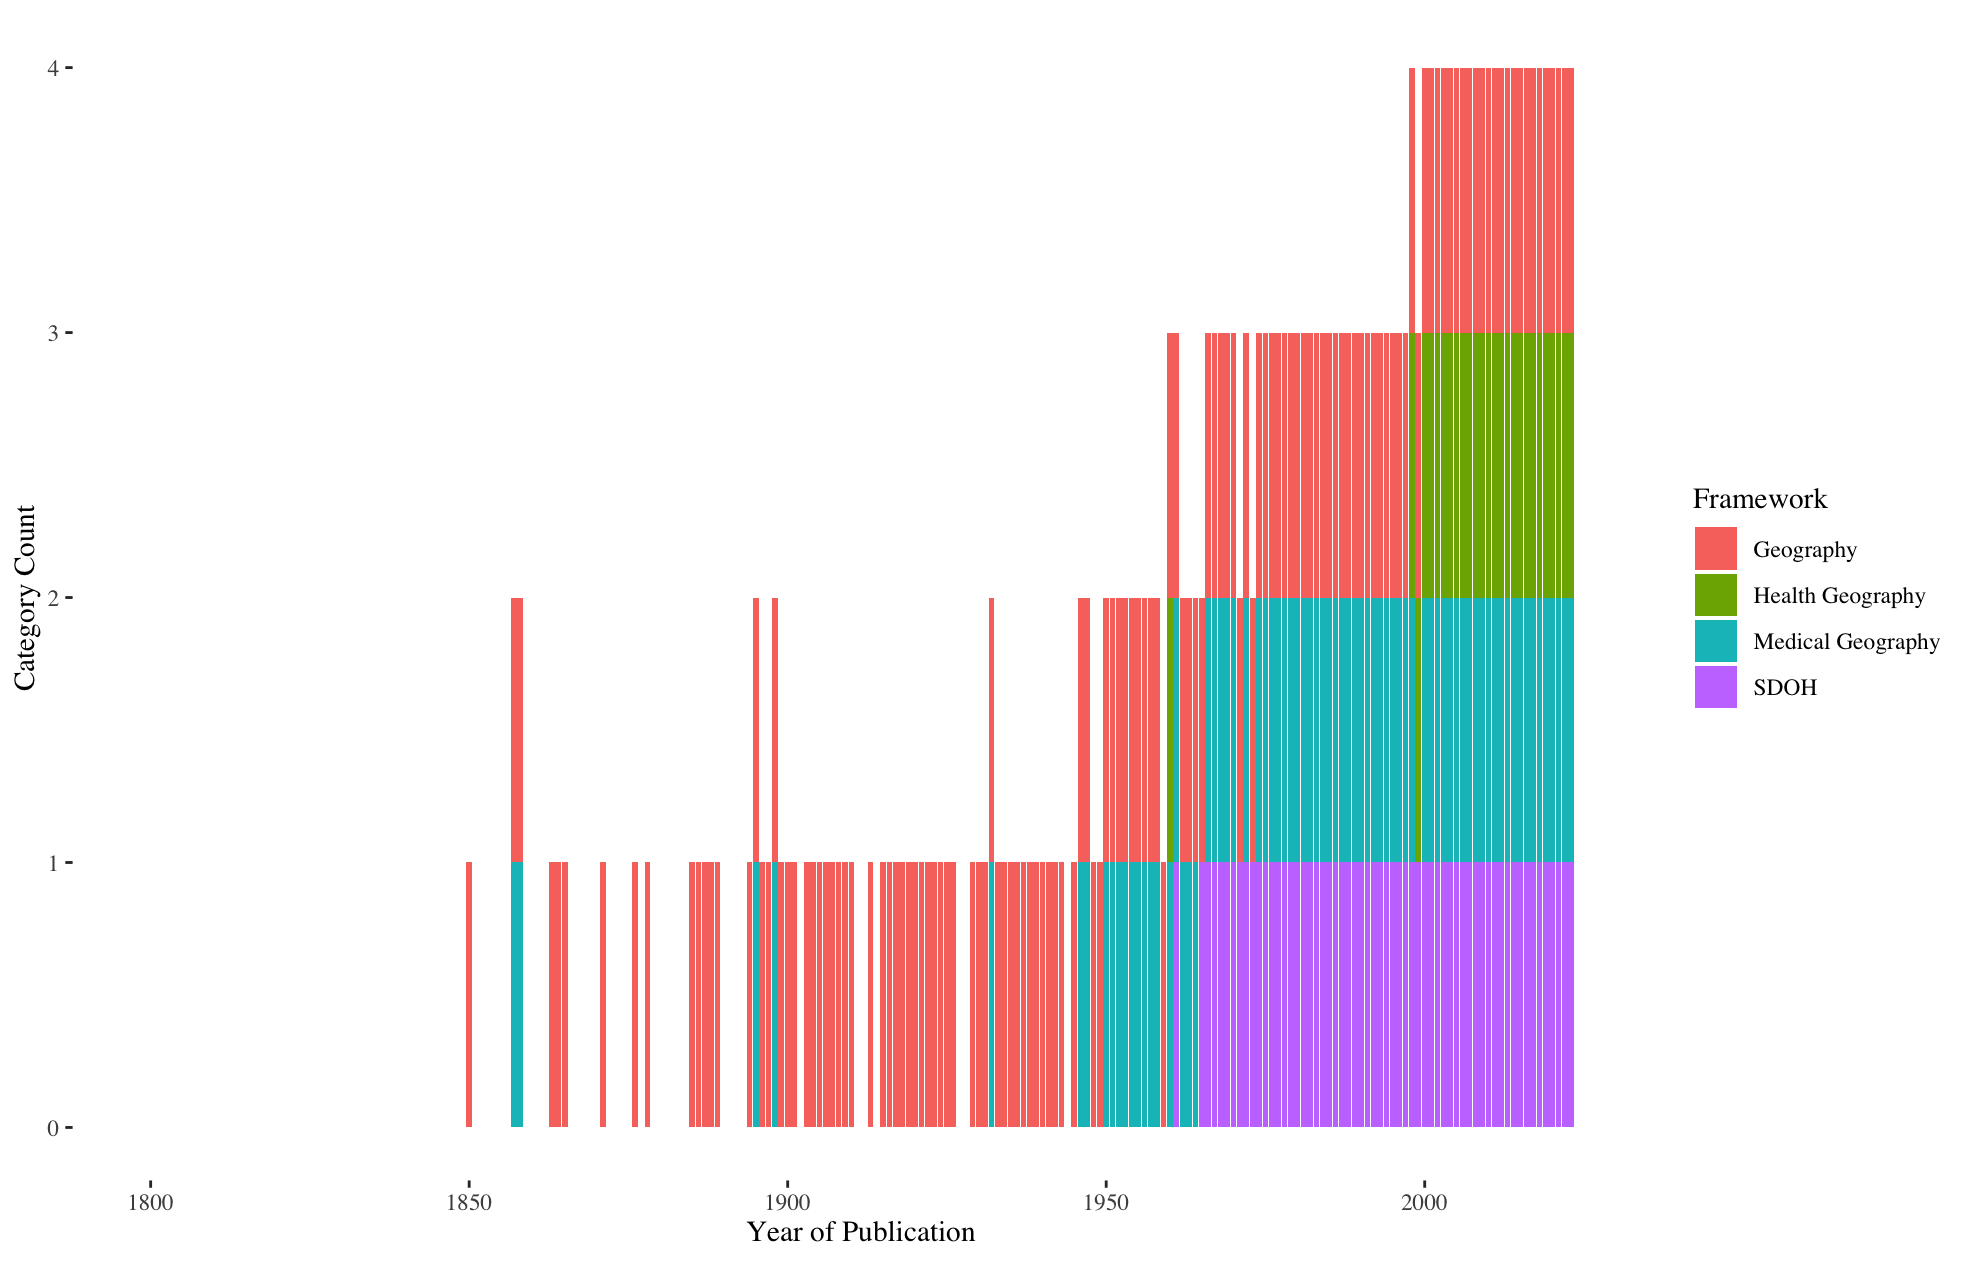 4
3
2
1
0
Category Count
1800 1850 1900 1950 2000
Year of Publication
Framework
Geography
Health Geography
Medical Geography
SDOH